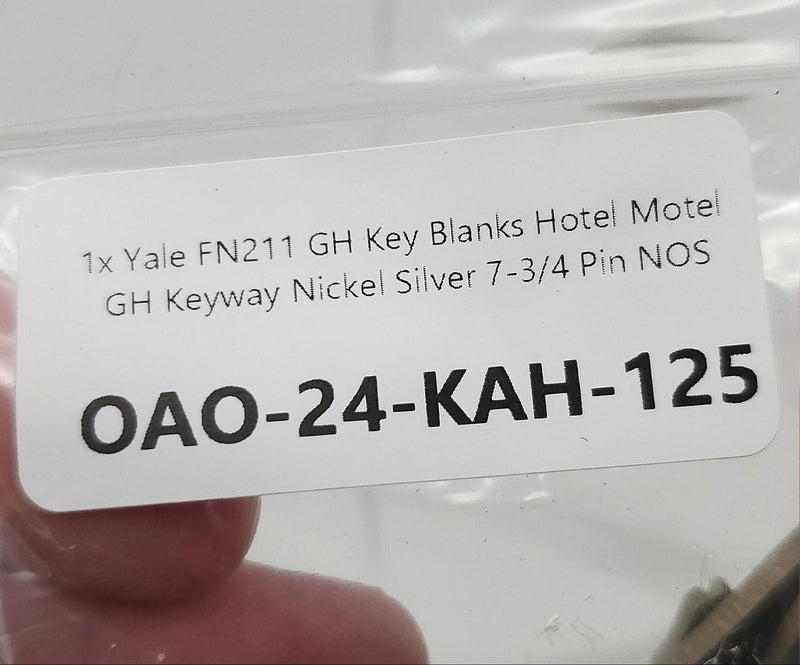 1x Yale FN211 GH Key Blanks Hotel Motel
GH Keyway Nickel Silver 7-3/4 Pin NOS
OAO-24-KAH-125